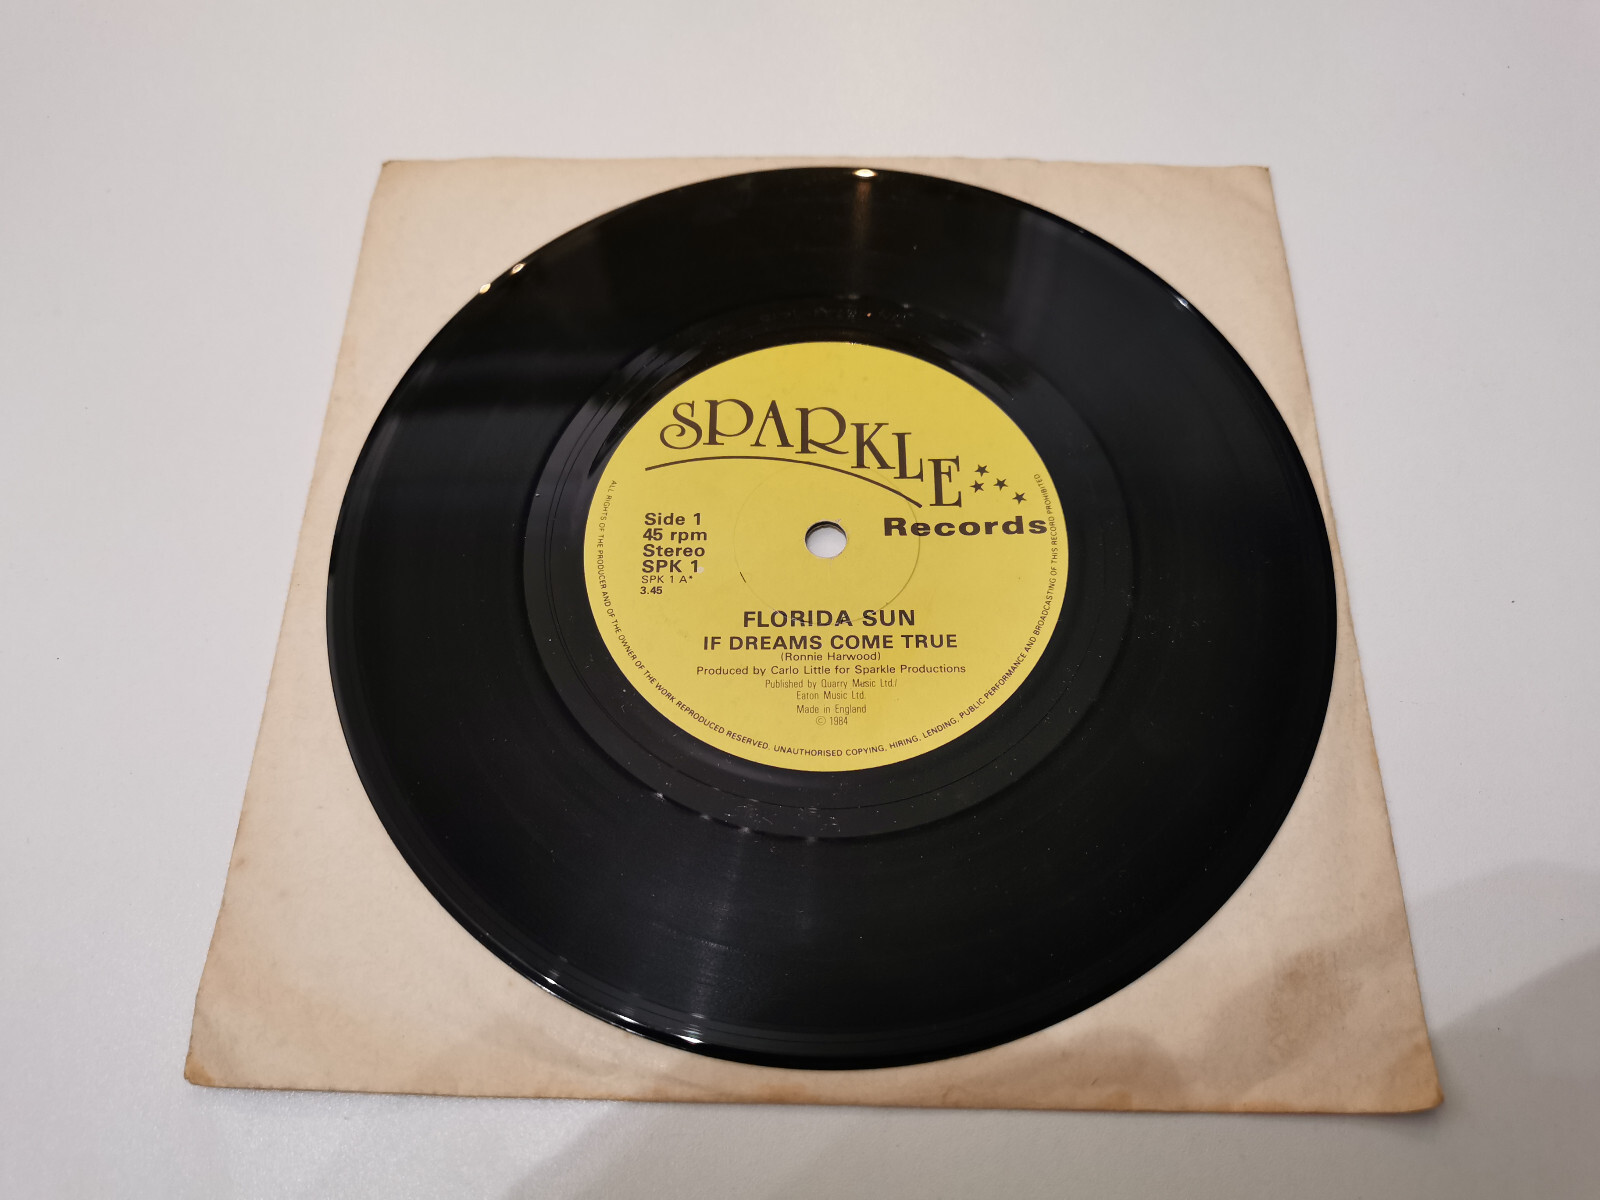 SPARKLE
Records
Side 1
45 rpm
Stereo
SPK 1
SPK 1 A*
3.45
FLORIDA SUN
IF DREAMS COME TRUE
(Ronnie Harwood)
Produced by Carlo Little for Sparkle Productions
Published by Quarry Music Ltd./
Eaton Music Ltd.
Made in England
© 1984
ALL RIGHTS OF THE PRODUCER AND OF THE OWNER OF THE WORK REPRODUCED RESERVED. UNAUTHORISED COPYING, HIRING, LENDING, PUBLIC PERFORMANCE AND BROADCASTING OF THIS RECORD PROHIBITED